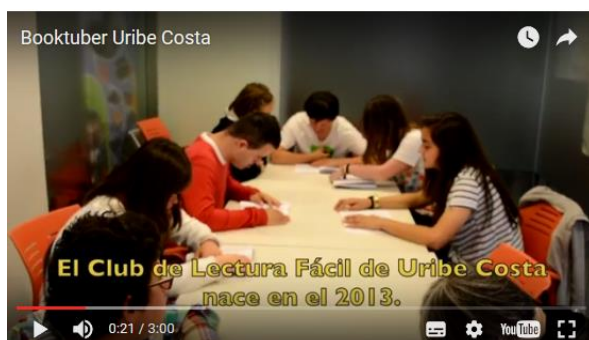 Booktuber Uribe Costa
El Club de Lectura Fácil de Uribe Costa
nace en el 2013.
0:21 / 3:00
YouTube